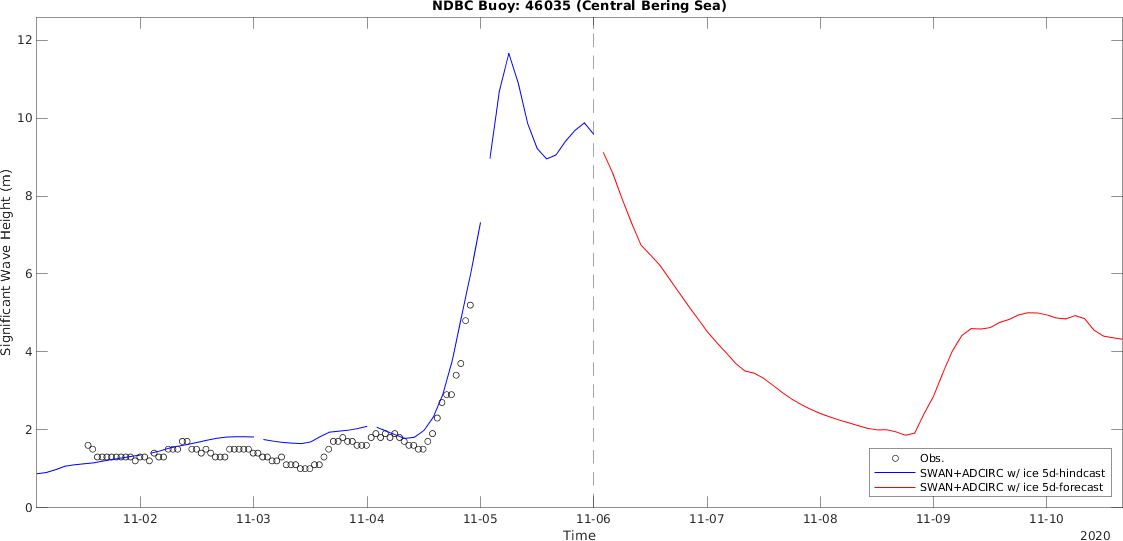 NDBC Buoy: 46035 (Central Bering Sea)
12
10
8
6
4
2
0
Significant Wave Height (m)
11-02
11-03
11-04
11-05
11-06
11-07
11-08
11-09
11-10
Time
2020
Obs.
SWAN+ADCIRC w/ ice 5d-hindcast
SWAN+ADCIRC w/ ice 5d-forecast